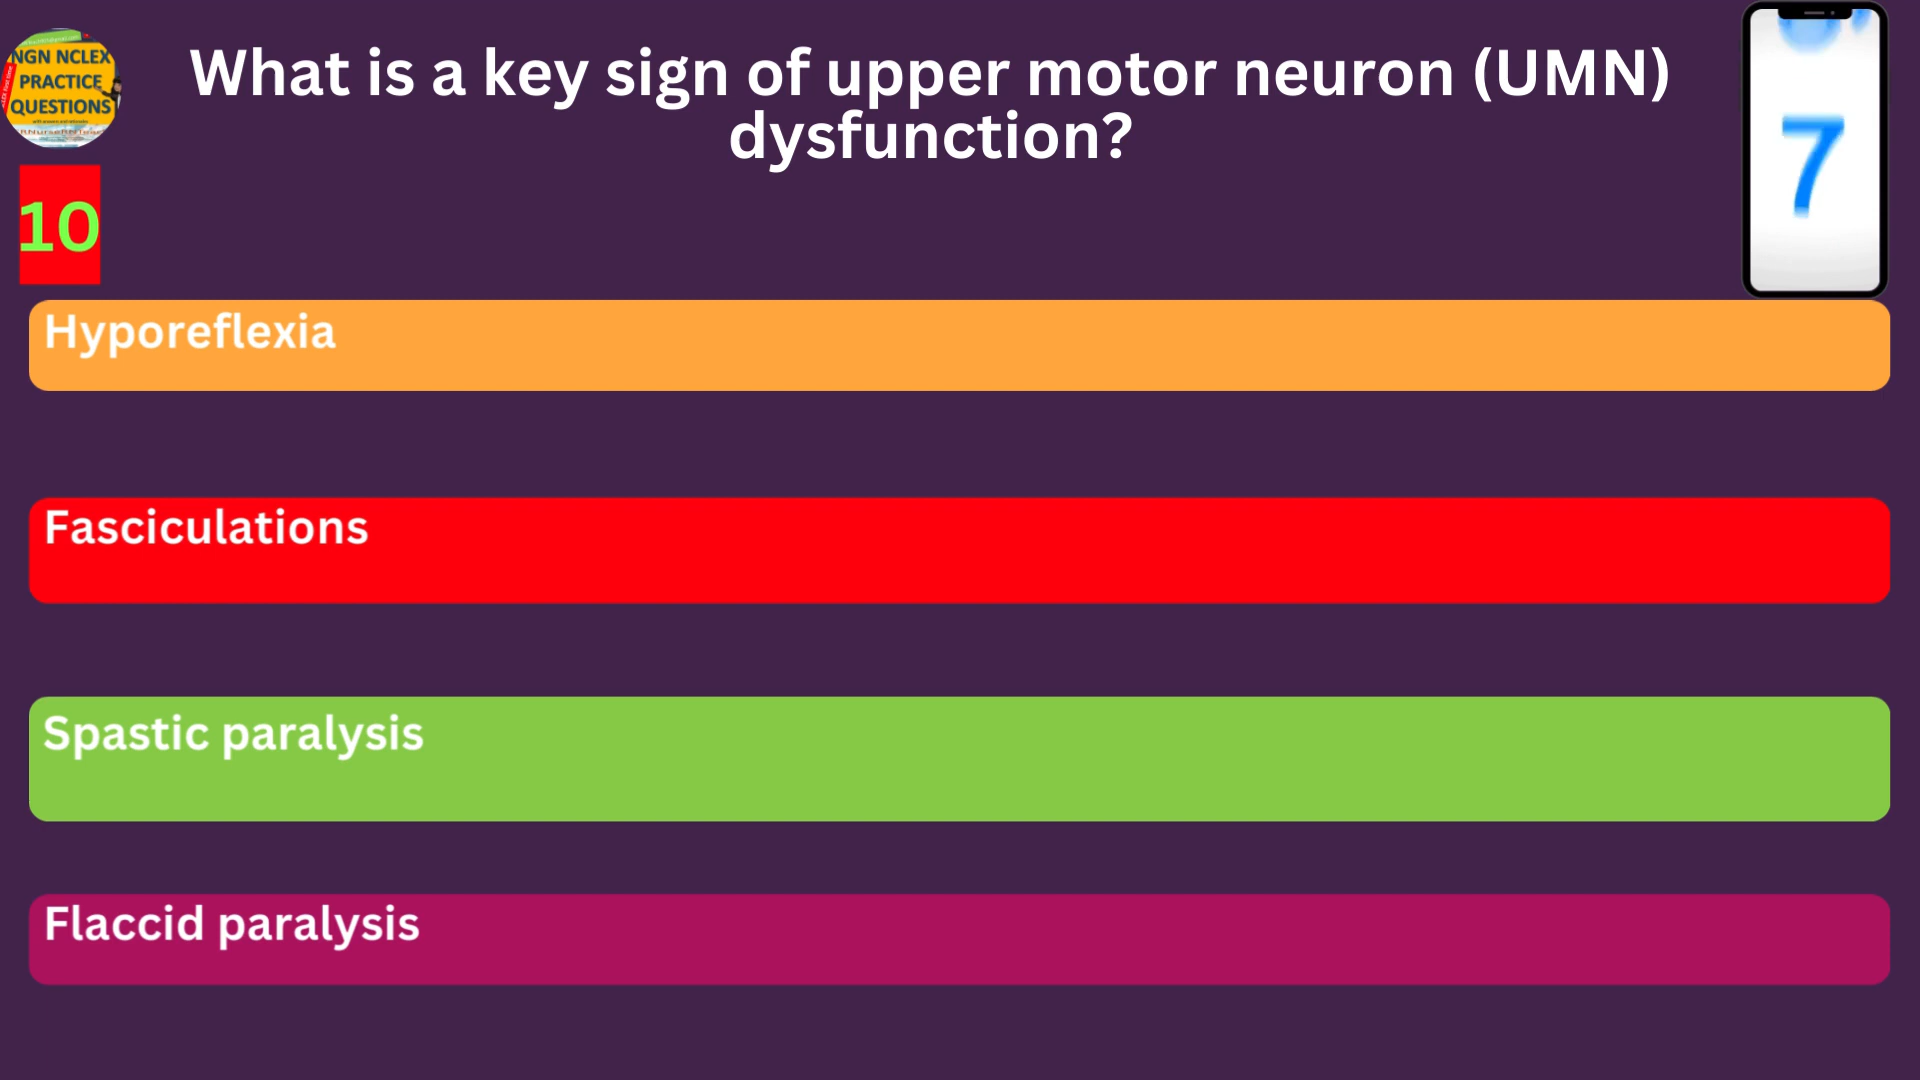 What is a key sign of upper motor neuron (UMN)
dysfunction?
NGN NCLEX
PRACTICE
QUESTIONS
10
7
Hyporeflexia
Fasciculations
Spastic paralysis
Flaccid paralysis